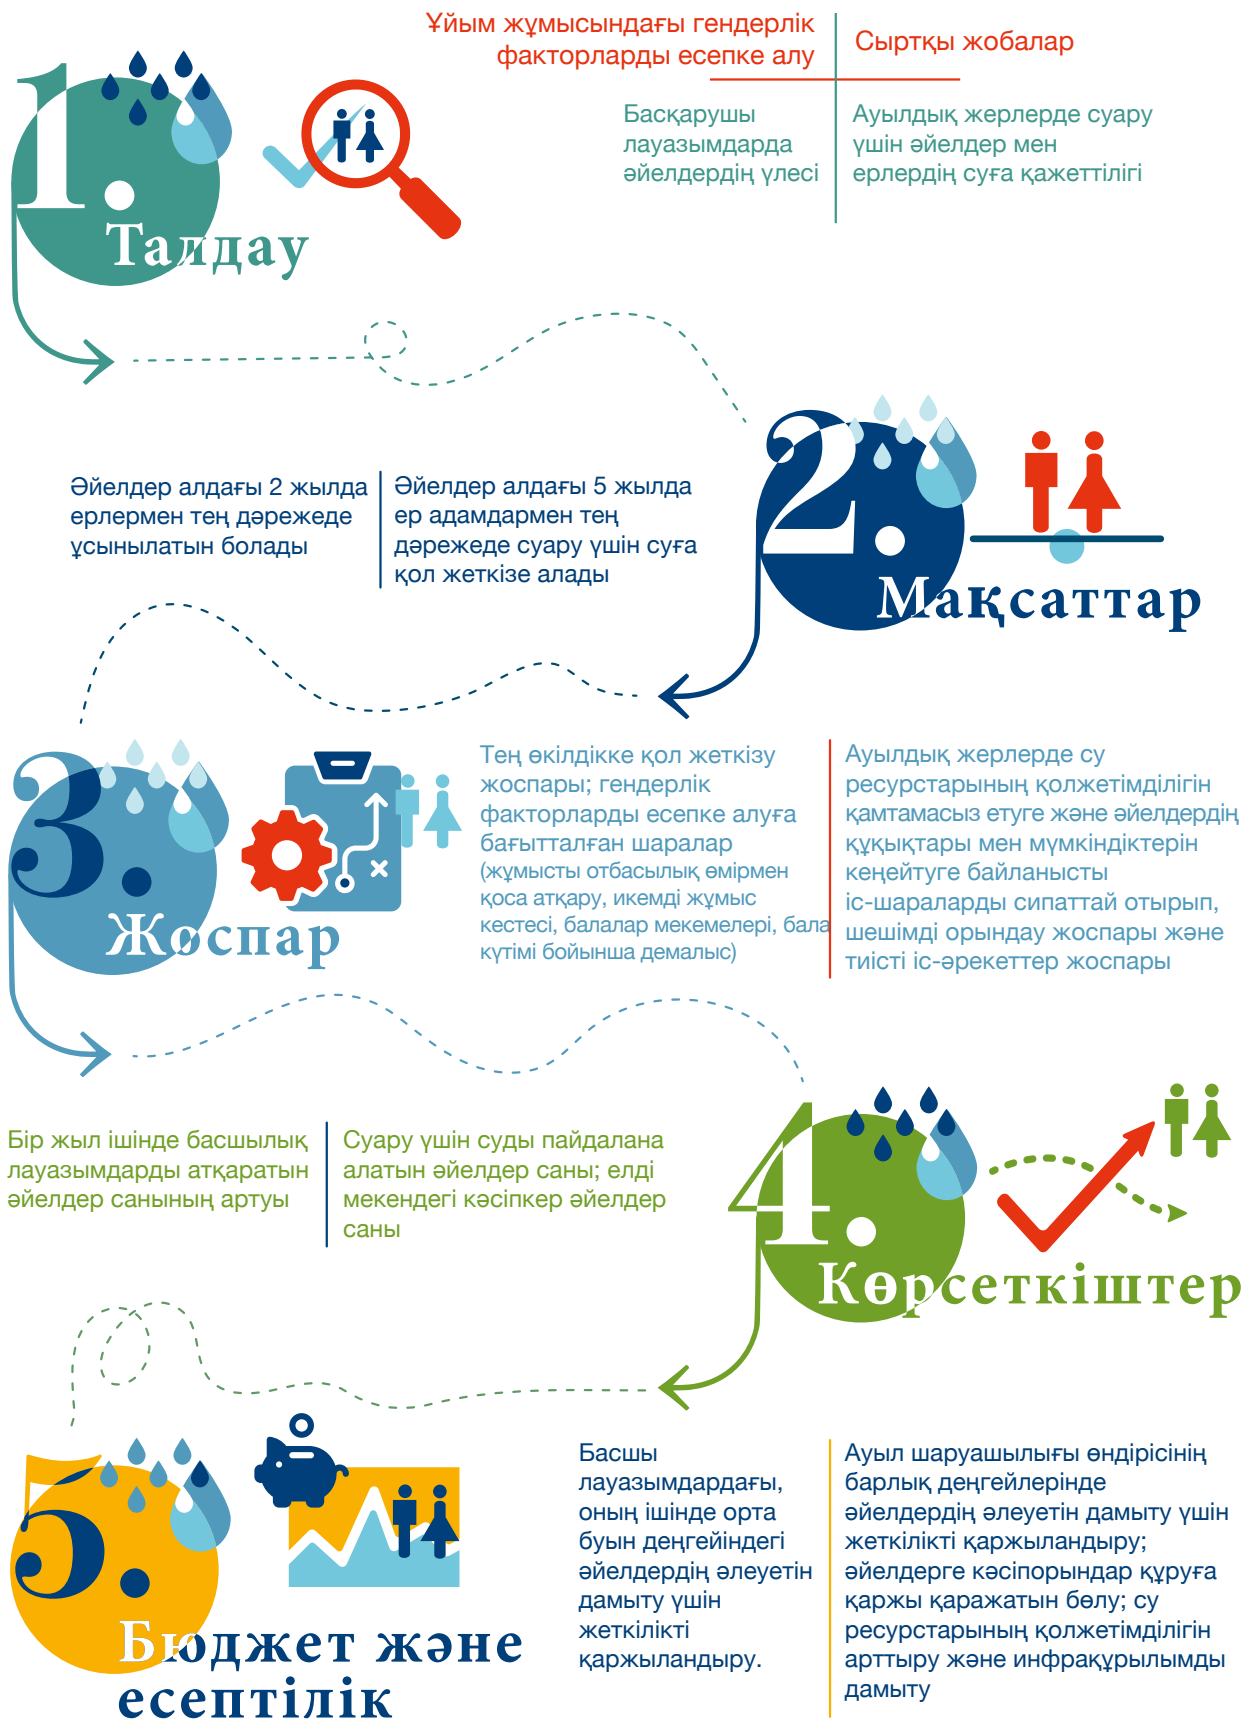 Ұйым жұмысындағы гендерлік
факторларды есепке алу
Сыртқы жобалар
1.
Талдау
Басқарушы
лауазымдарда
әйелдердің үлесі
Ауылдық жерлерде суару
үшін әйелдер мен
ерлердің суға қажеттілігі
2.
Мақсаттар
Әйелдер алдағы 2 жылда
ерлермен тең дәрежеде
ұсынылатын болады
Әйелдер алдағы 5 жылда
ер адамдармен тең
дәрежеде суару үшін суға
қол жеткізе алады
3.
Жоспар
Тең өкілдікке қол жеткізу
жоспары; гендерлік
факторларды есепке алуға
бағытталған шаралар
(жұмысты отбасылық өмірмен
қоса атқару, икемді жұмыс
кестесі, балалар мекемелері, бала
күтімі бойынша демалыс)
Ауылдық жерлерде су
ресурстарының қолжетімділігін
қамтамасыз етуге және әйелдердің
құқықтары мен мүмкіндіктерін
кеңейтуге байланысты
іс-шараларды сипаттай отырып,
шешімді орындау жоспары және
тиісті іс-әрекеттер жоспары
4.
Көрсеткіштер
Бір жыл ішінде басшылық
лауазымдарды атқаратын
әйелдер санының артуы
Суару үшін суды пайдалана
алатын әйелдер саны; елді
мекендегі кәсіпкер әйелдер
саны
5.
Бюджет және
есептілік
Басшы
лауазымдардағы,
оның ішінде орта
буын деңгейіндегі
әйелдердің әлеуетін
дамыту үшін
жеткілікті
қаржыландыру.
Ауыл шаруашылығы өндірісінің
барлық деңгейлерінде
әйелдердің әлеуетін дамыту үшін
жеткілікті қаржыландыру;
әйелдерге кәсіпорындар құруға
қаржы қаражатын бөлу; су
ресурстарының қолжетімділігін
арттыру және инфрақұрылымды
дамыту